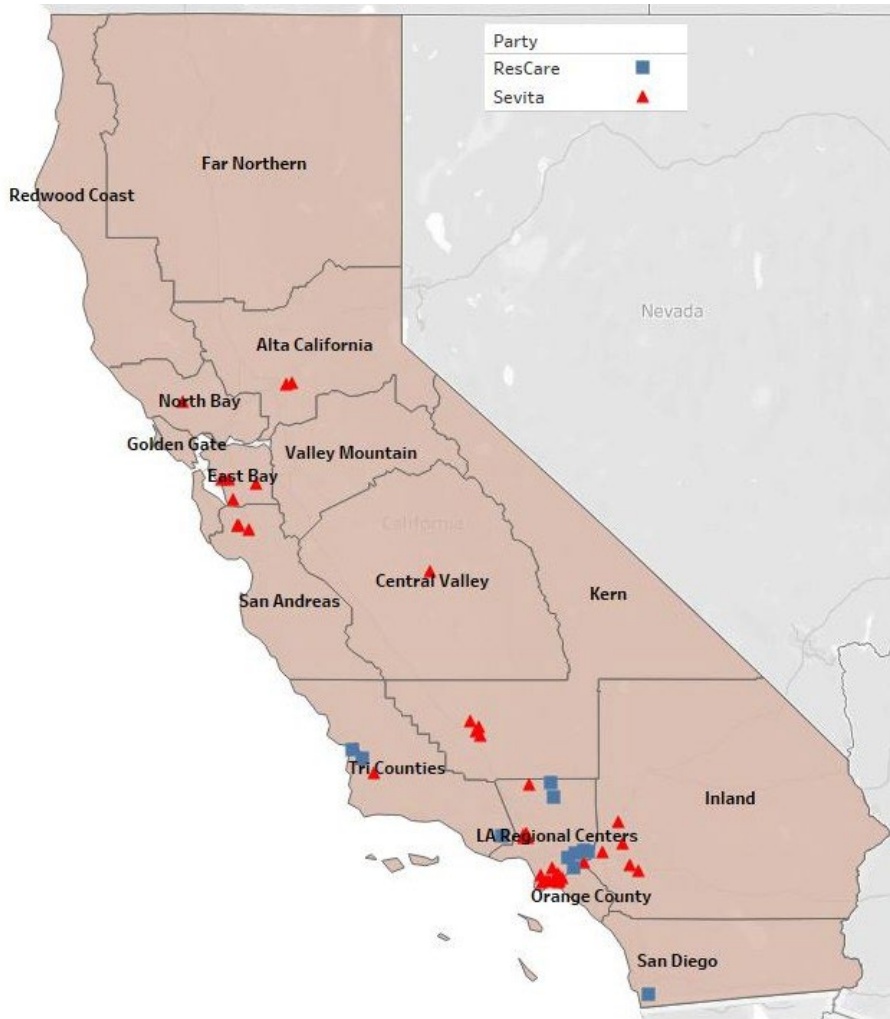 Party
ResCare
Sevita
Far Northern
Redwood Coast
Nevada
Alta California
North Bay
Golden Gate
Valley Mountain
East Bay
California
Central Valley
Kern
San Andreas
Tri Counties
Inland
LA Regional Centers
Orange County
San Diego